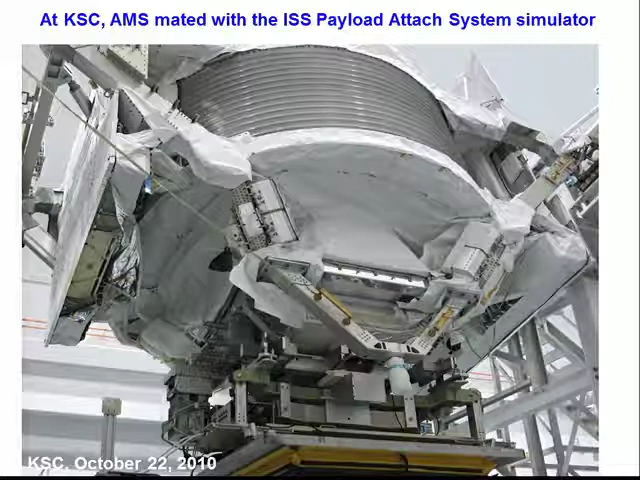 At KSC, AMS mated with the ISS Payload Attach System simulator
KSC, October 22, 2010